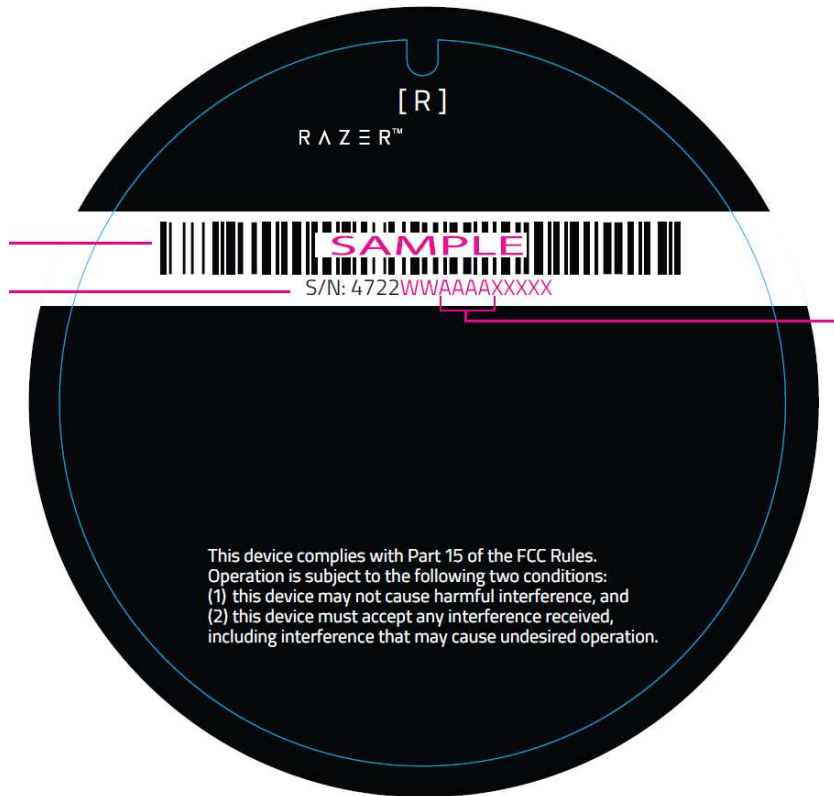 [ R ]
RAZER™
SAMPLE
S/N: 4722WWAAAAXXXXX
This device complies with Part 15 of the FCC Rules.
Operation is subject to the following two conditions:
(1) this device may not cause harmful interference, and
(2) this device must accept any interference received,
including interference that may cause undesired operation.